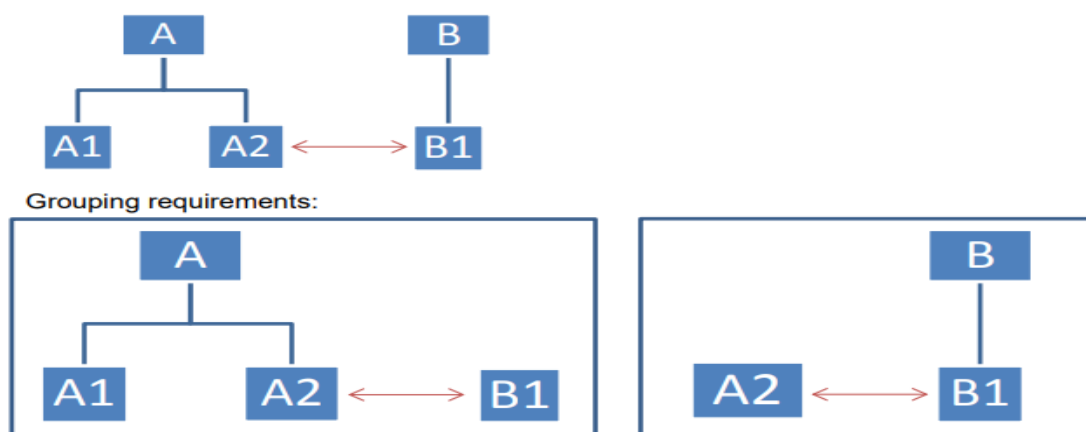 A B
A1 A2 B1
Grouping requirements:
A B
A1 A2 B1 A2 B1